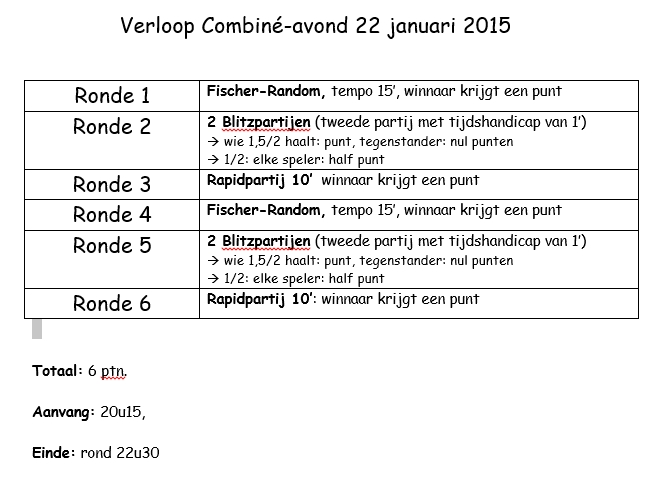 Verloop Combiné-avond 22 januari 2015
Ronde 1
Fischer-Random, tempo 15’, winnaar krijgt een punt
Ronde 2
2 Blitzpartijen (tweede partij met tijdshandicap van 1’)
→ wie 1,5/2 haalt: punt, tegenstander: nul punten
→ 1/2: elke speler: half punt
Ronde 3
Rapidpartij 10’ winnaar krijgt een punt
Ronde 4
Fischer-Random, tempo 15’, winnaar krijgt een punt
Ronde 5
2 Blitzpartijen (tweede partij met tijdshandicap van 1’)
→ wie 1,5/2 haalt: punt, tegenstander: nul punten
→ 1/2: elke speler: half punt
Ronde 6
Rapidpartij 10’: winnaar krijgt een punt
Totaal: 6 ptn.
Aanvang: 20u15,
Einde: rond 22u30